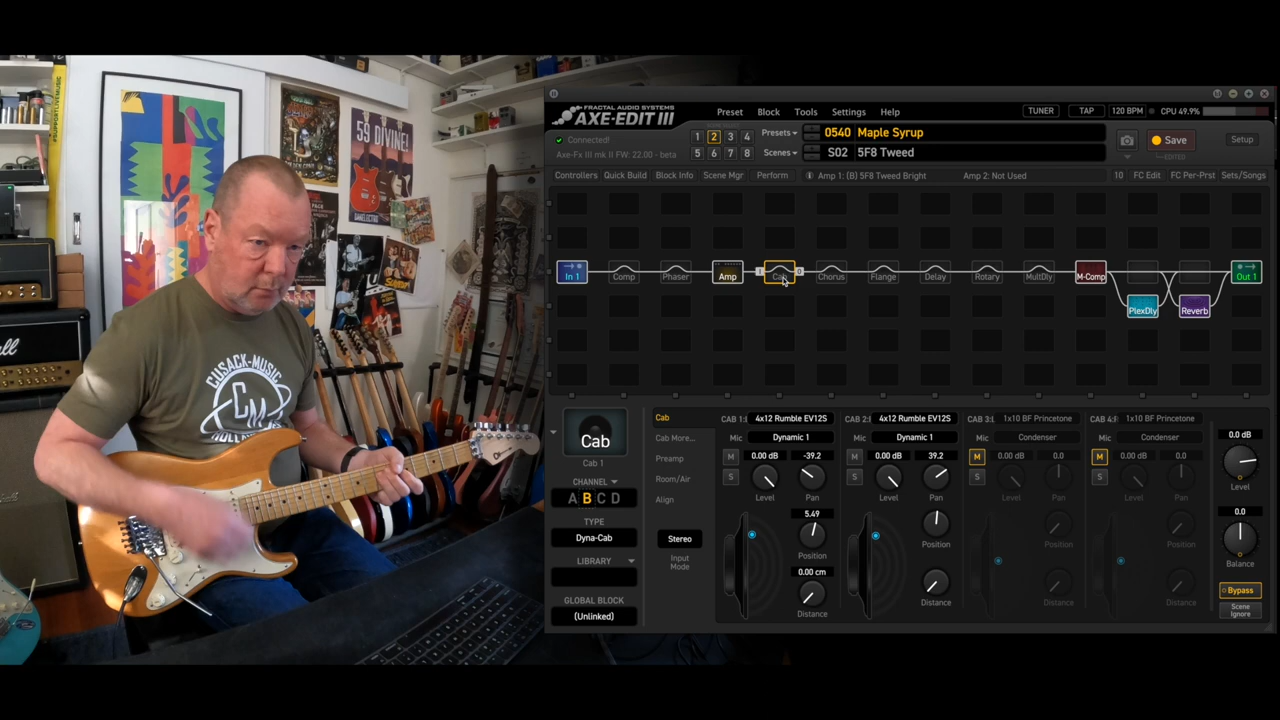 #SUPPORTLIVEMUSIC
59 DIVINE!
DANELECTRO
CUSACK-MUSIC
CM
HOLLAND
FRACTAL AUDIO SYSTEMS
AXE-EDIT III
Preset Block Tools Settings Help
TUNER TAP 120 BPM CPU 49.9%
Connected!
Axe-Fx III mk II FW: 22.00 - beta
1 2 3 4
5 6 7 8
Presets 0540 Maple Syrup
Scenes S02 5F8 Tweed
Save
EDITED
Setup
Controllers Quick Build Block Info Scene Mgr Perform Amp 1: (B) 5F8 Tweed Bright Amp 2: Not Used 10 FC Edit FC Per-Prst Sets/Songs
In 1 Comp Phaser Amp Cab Chorus Flange Delay Rotary MultDly M-Comp Out 1
PlexDly Reverb
Cab
Cab 1
CHANNEL
A B C D
TYPE
Dyna-Cab
LIBRARY
GLOBAL BLOCK
(Unlinked)
Cab
Cab More...
Preamp
Room/Air
Align
Stereo
Input
Mode
CAB 1: 4x12 Rumble EV12S
Mic Dynamic 1
M 0.00 dB -39.2
S
Level Pan
5.49
Position
0.00 cm
Distance
CAB 2: 4x12 Rumble EV12S
Mic Dynamic 1
M 0.00 dB 39.2
S
Level Pan
Position
Distance
CAB 3: 1x10 BF Princetone
Mic Condenser
M 0.00 dB 0.0
S
Level Pan
Position
Distance
CAB 4: 1x10 BF Princetone
Mic Condenser
M 0.00 dB 0.0
S
Level Pan
Position
Distance
0.0 dB
Level
0.0
Balance
Bypass
Scene
Ignore